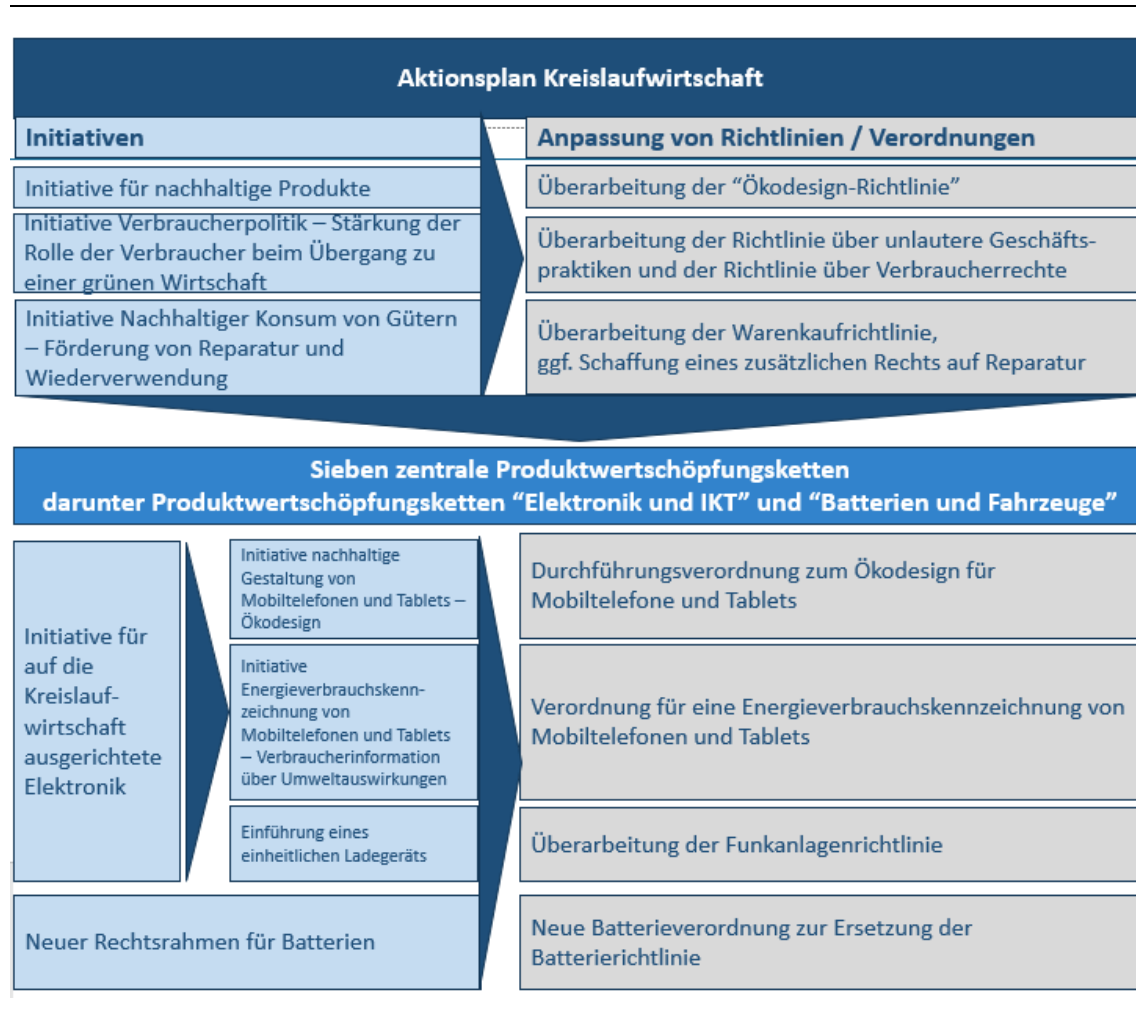 Aktionsplan Kreislaufwirtschaft
Initiativen
Anpassung von Richtlinien / Verordnungen
Initiative für nachhaltige Produkte
Überarbeitung der “Ökodesign-Richtlinie”
Initiative Verbraucherpolitik – Stärkung der
Rolle der Verbraucher beim Übergang zu
einer grünen Wirtschaft
Überarbeitung der Richtlinie über unlautere Geschäfts-
praktiken und der Richtlinie über Verbraucherrechte
Initiative Nachhaltiger Konsum von Gütern
– Förderung von Reparatur und
Wiederverwendung
Überarbeitung der Warenkaufrichtlinie,
ggf. Schaffung eines zusätzlichen Rechts auf Reparatur
Sieben zentrale Produktwertschöpfungsketten
darunter Produktwertschöpfungsketten “Elektronik und IKT” und “Batterien und Fahrzeuge”
Initiative für
auf die
Kreislauf-
wirtschaft
ausgerichtete
Elektronik
Initiative nachhaltige
Gestaltung von
Mobiltelefonen und Tablets –
Ökodesign
Durchführungsverordnung zum Ökodesign für
Mobiltelefone und Tablets
Initiative
Energieverbrauchskenn-
zeichnung von
Mobiltelefonen und Tablets
– Verbraucherinformation
über Umweltauswirkungen
Verordnung für eine Energieverbrauchskennzeichnung von
Mobiltelefonen und Tablets
Einführung eines
einheitlichen Ladegeräts
Überarbeitung der Funkanlagenrichtlinie
Neuer Rechtsrahmen für Batterien
Neue Batterieverordnung zur Ersetzung der
Batterierichtlinie